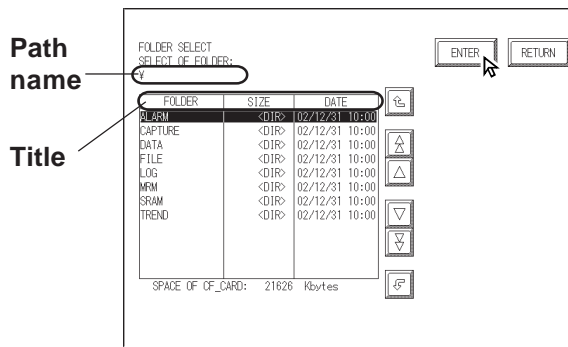 Path name
Title
FOLDER SELECT
SELECT OF FOLDER:
¥
ENTER RETURN
FOLDER SIZE DATE
ALARM <DIR> 02/12/31 10:00
CAPTURE <DIR> 02/12/31 10:00
DATA <DIR> 02/12/31 10:00
FILE <DIR> 02/12/31 10:00
LOG <DIR> 02/12/31 10:00
MRM <DIR> 02/12/31 10:00
SRAM <DIR> 02/12/31 10:00
TREND <DIR> 02/12/31 10:00
SPACE OF CF_CARD: 21626 Kbytes